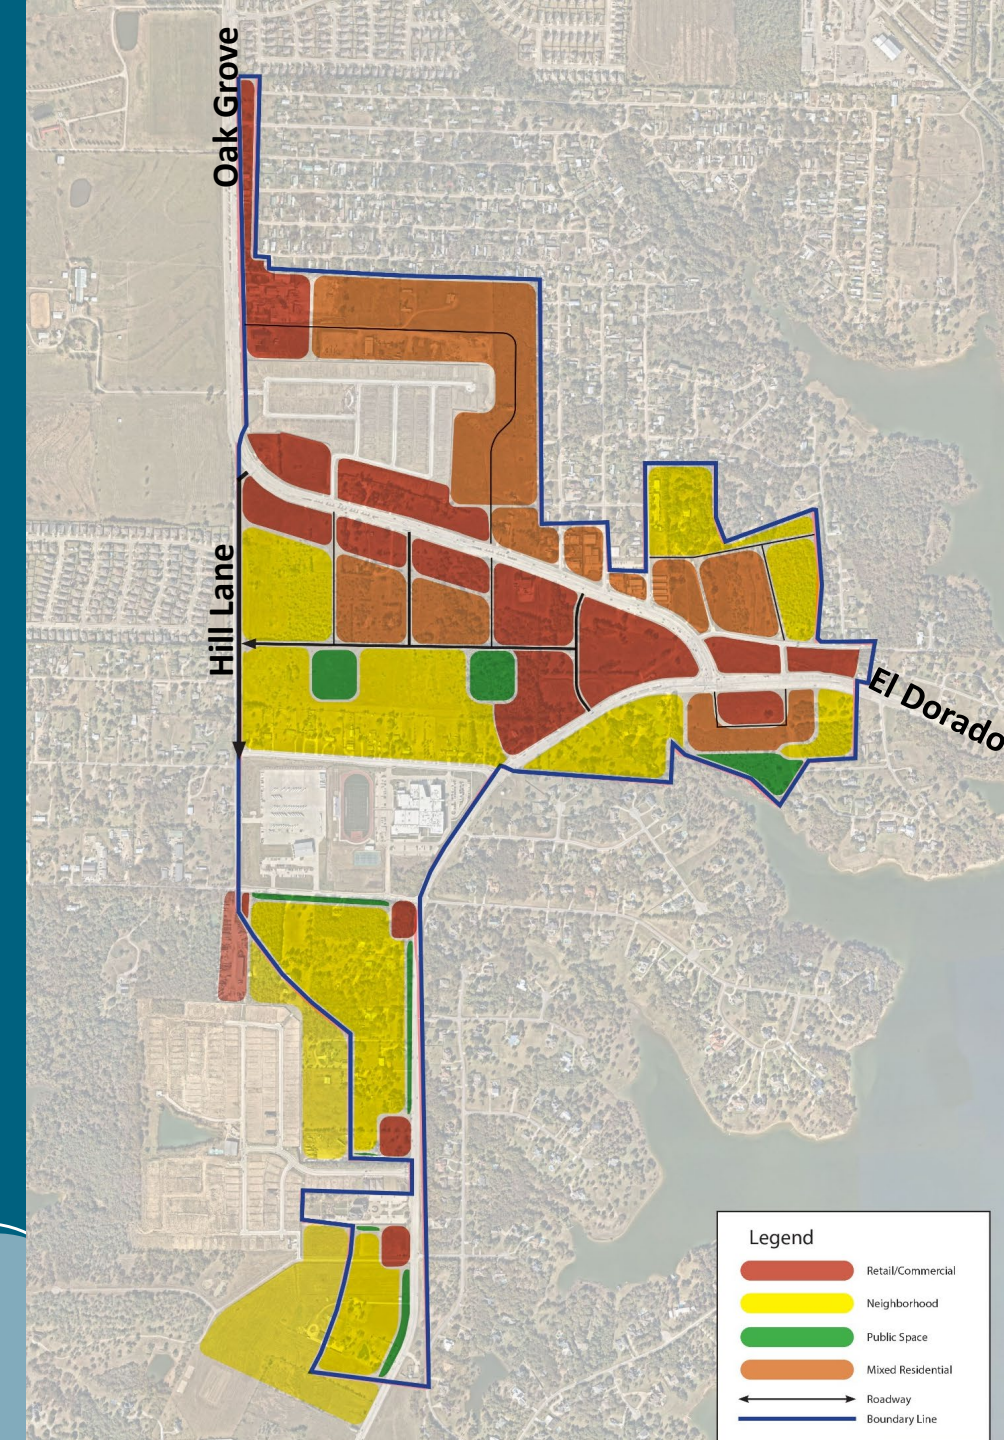 Oak Grove
Hill Lane
El Dorado
Legend
Retail/Commercial
Neighborhood
Public Space
Mixed Residential
Roadway
Boundary Line